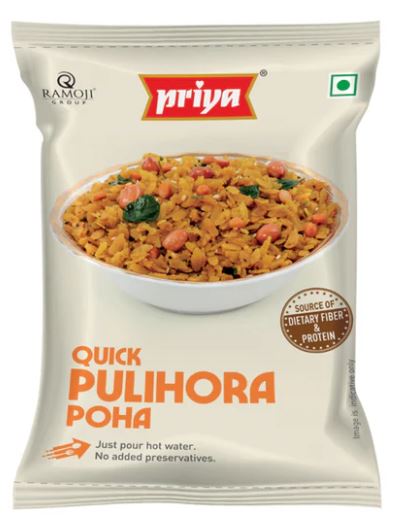 RAMOJI®
GROUP
priya®
SOURCE OF
DIETARY FIBER
&
PROTEIN
QUICK
PULIHORA
POHA
Just pour hot water.
No added preservatives.
Image is indicative only